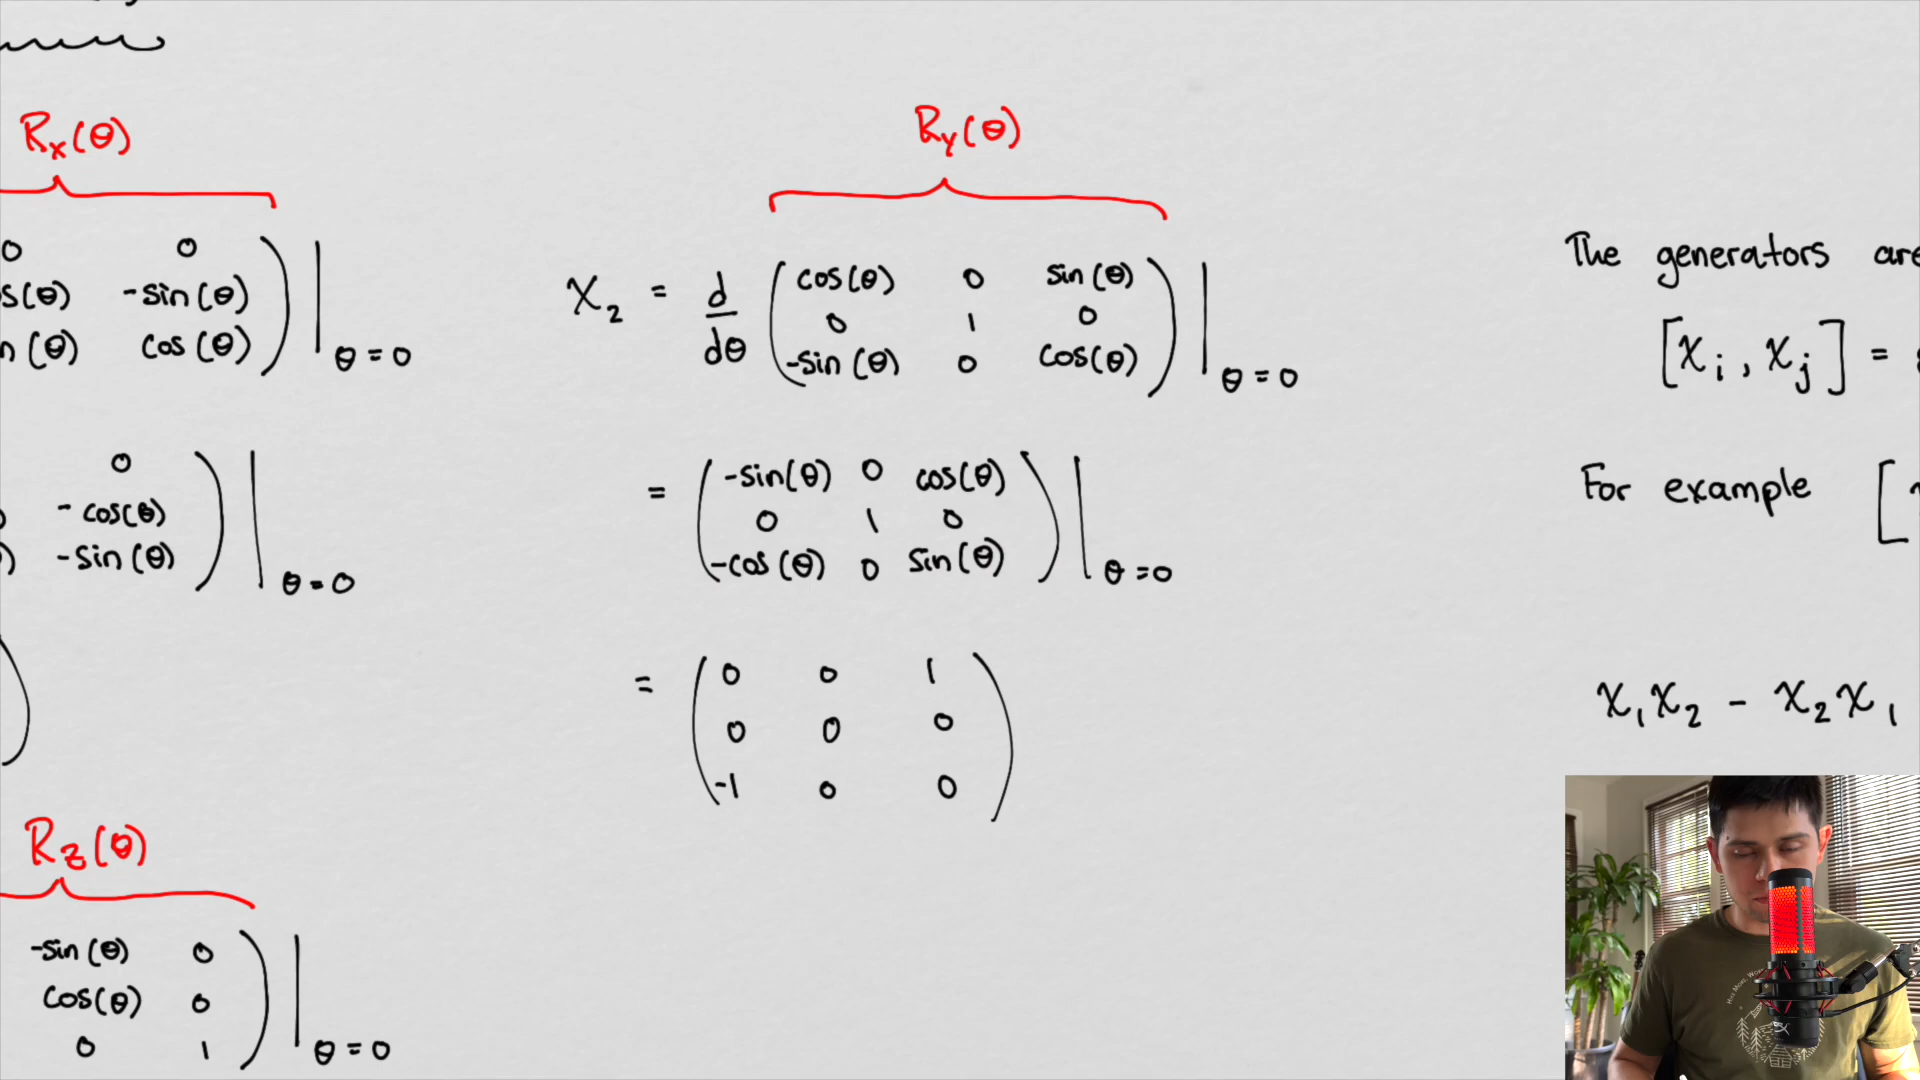 Rx(θ)
0 0
s(θ) -sin(θ)
n(θ) cos(θ) θ=0
0
- cos(θ)
-sin(θ) θ=0
Rz(θ)
-sin(θ) 0
cos(θ) 0
0 1 θ=0
Ry(θ)
X₂ = d/dθ ( cos(θ) 0 sin(θ)
0 1 0
-sin(θ) 0 cos(θ) ) | θ=0
= ( -sin(θ) 0 cos(θ)
0 1 0
-cos(θ) 0 sin(θ) ) | θ=0
= ( 0 0 1
0 0 0
-1 0 0 )
The generators are
[Xi, Xj] =
For example [
X₁X₂ - X₂X₁